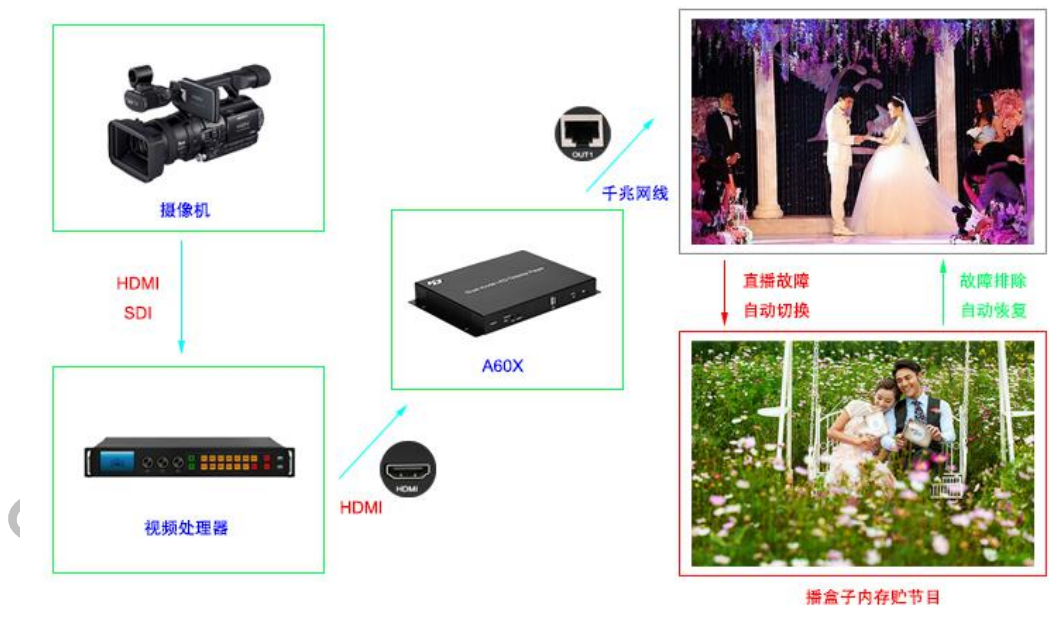 摄像机
HDMI
SDI
视频处理器
HDMI
HDMI
A60X
OUT1
千兆网线
直播故障
自动切换
故障排除
自动恢复
播盒子内存贮节目